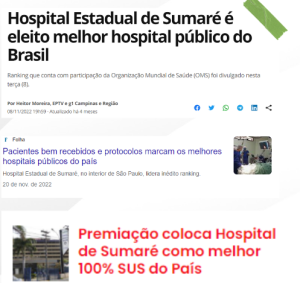 Hospital Estadual de Sumaré é
eleito melhor hospital público do
Brasil
Ranking que conta com participação da Organização Mundial de Saúde (OMS) foi divulgado nesta
terça (8).
Por Heitor Moreira, EPTV e g1 Campinas e Região
08/11/2022 19h59 · Atualizado há 4 meses
Folha
Pacientes bem recebidos e protocolos marcam os melhores
hospitais públicos do país
Hospital Estadual de Sumaré, no interior de São Paulo, lidera inédito ranking.
20 de nov. de 2022
Premiação coloca Hospital
de Sumaré como melhor
100% SUS do País